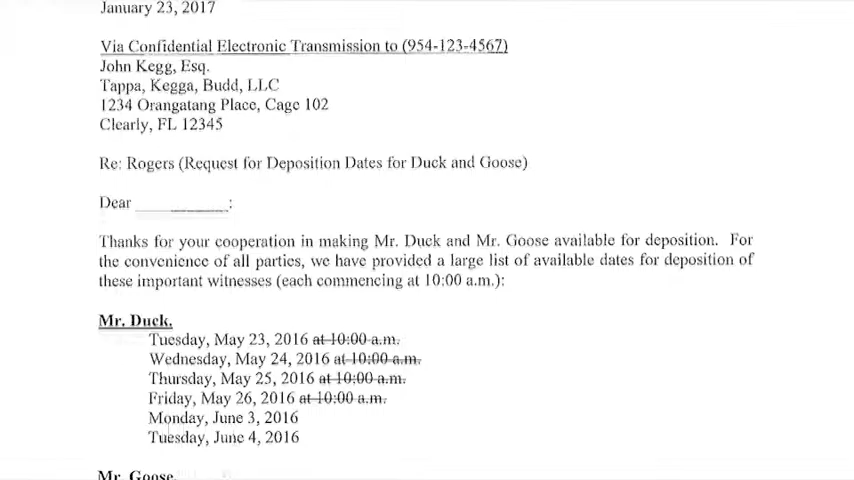 January 23, 2017
Via Confidential Electronic Transmission to (954-123-4567)
John Kegg, Esq.
Tappa, Kegga, Budd, LLC
1234 Orangatang Place, Cage 102
Clearly, FL 12345
Re: Rogers (Request for Deposition Dates for Duck and Goose)
Dear ___________:
Thanks for your cooperation in making Mr. Duck and Mr. Goose available for deposition. For
the convenience of all parties, we have provided a large list of available dates for deposition of
these important witnesses (each commencing at 10:00 a.m.):
Mr. Duck.
Tuesday, May 23, 2016 at 10:00 a.m.
Wednesday, May 24, 2016 at 10:00 a.m.
Thursday, May 25, 2016 at 10:00 a.m.
Friday, May 26, 2016 at 10:00 a.m.
Monday, June 3, 2016
Tuesday, June 4, 2016
Mr. Goose.